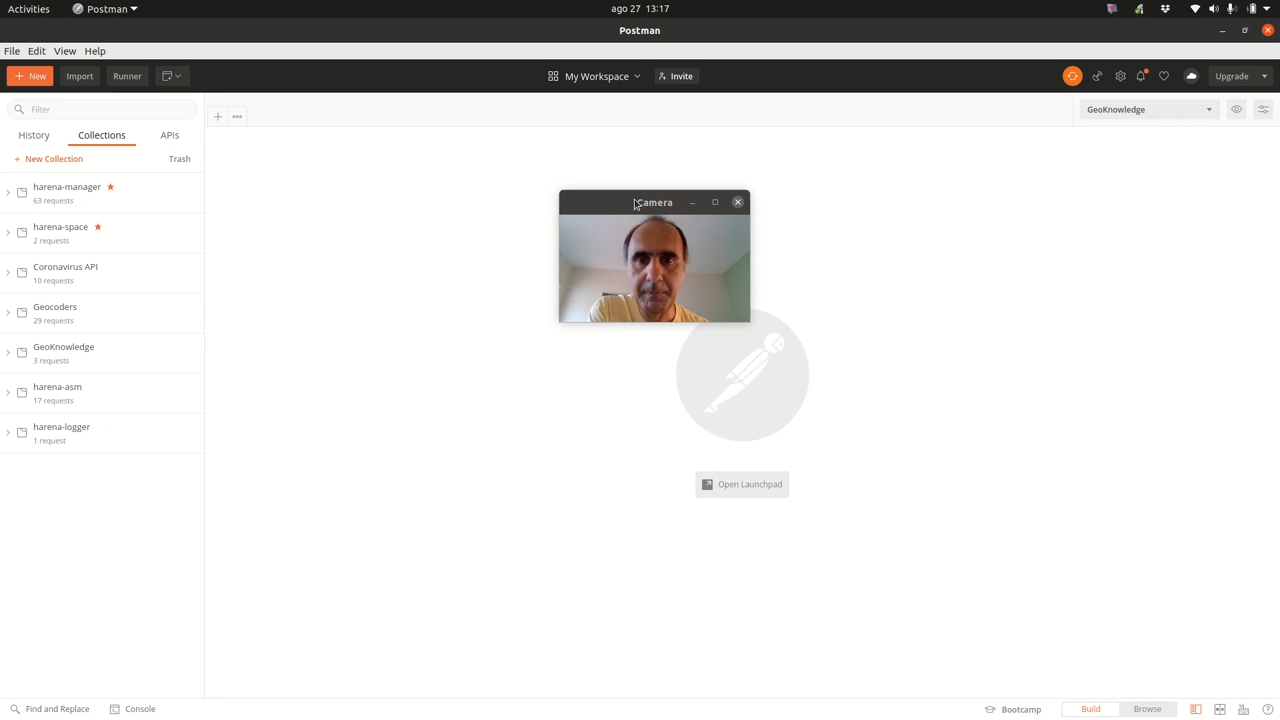 Activities
Postman
ago 27 13:17
Postman
File Edit View Help
New
Import
Runner
My Workspace
Invite
Upgrade
Filter
GeoKnowledge
History
Collections
APIs
+ New Collection
Trash
harena-manager
63 requests
harena-space
2 requests
Coronavirus API
10 requests
Geocoders
29 requests
GeoKnowledge
3 requests
harena-asm
17 requests
harena-logger
1 request
Camera
Open Launchpad
Find and Replace
Console
Bootcamp
Build
Browse